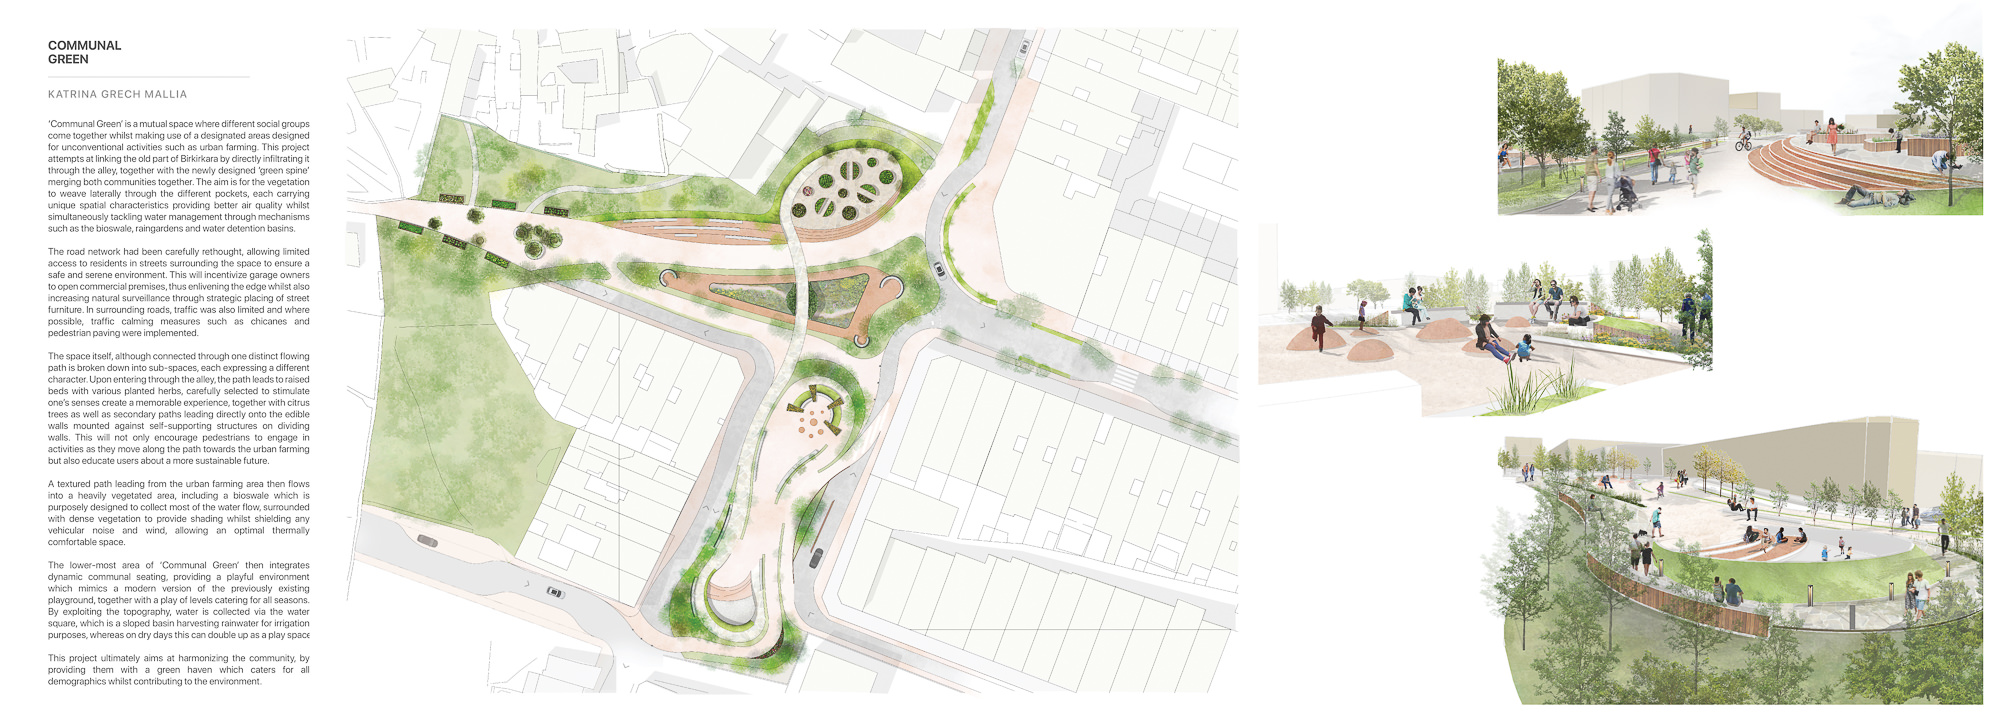 COMMUNAL
GREEN
KATRINA GRECH MALLIA
'Communal Green' is a mutual space where different social groups
come together whilst making use of a designated areas designed
for unconventional activities such as urban farming. This project
attempts at linking the old part of Birkirkara by directly infiltrating it
through the alley, together with the newly designed 'green spine'
merging both communities together. The aim is for the vegetation
to weave laterally through the different pockets, each carrying
unique spatial characteristics providing better air quality whilst
simultaneously tackling water management through mechanisms
such as the bioswale, raingardens and water detention basins.
The road network had been carefully rethought, allowing limited
access to residents in streets surrounding the space to ensure a
safe and serene environment. This will incentivize garage owners
to open commercial premises, thus enlivening the edge whilst also
increasing natural surveillance through strategic placing of street
furniture. In surrounding roads, traffic was also limited and where
possible, traffic calming measures such as chicanes and
pedestrian paving were implemented.
The space itself, although connected through one distinct flowing
path is broken down into sub-spaces, each expressing a different
character. Upon entering through the alley, the path leads to raised
beds with various planted herbs, carefully selected to stimulate
one's senses create a memorable experience, together with citrus
trees as well as secondary paths leading directly onto the edible
walls mounted against self-supporting structures on dividing
walls. This will not only encourage pedestrians to engage in
activities as they move along the path towards the urban farming
but also educate users about a more sustainable future.
A textured path leading from the urban farming area then flows
into a heavily vegetated area, including a bioswale which is
purposely designed to collect most of the water flow, surrounded
with dense vegetation to provide shading whilst shielding any
vehicular noise and wind, allowing an optimal thermally
comfortable space.
The lower-most area of 'Communal Green' then integrates
dynamic communal seating, providing a playful environment
which mimics a modern version of the previously existing
playground, together with a play of levels catering for all seasons.
By exploiting the topography, water is collected via the water
square, which is a sloped basin harvesting rainwater for irrigation
purposes, whereas on dry days this can double up as a play space
This project ultimately aims at harmonizing the community, by
providing them with a green haven which caters for all
demographics whilst contributing to the environment.